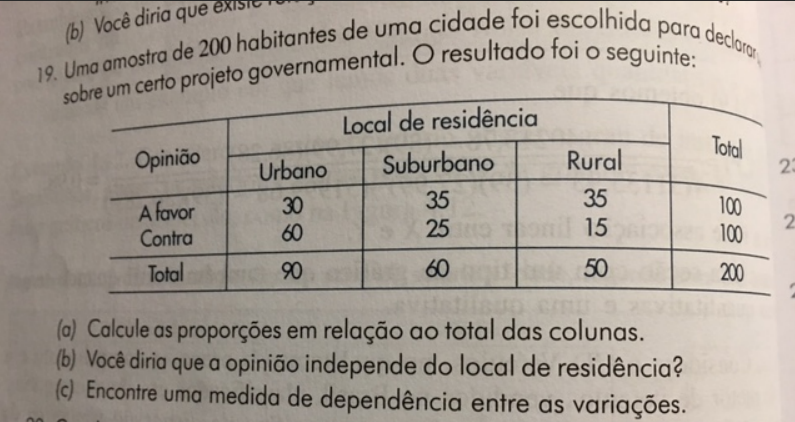 (b) Você diria que
19. Uma amostra de 200 habitantes de uma cidade foi escolhida para declarar
sobre um certo projeto governamental. O resultado foi o seguinte:
Local de residência
Opinião Urbano Suburbano Rural Total
A favor 30 35 35 100
Contra 60 25 15 100
Total 90 60 50 200
(a) Calcule as proporções em relação ao total das colunas.
(b) Você diria que a opinião independe do local de residência?
(c) Encontre uma medida de dependência entre as variações.